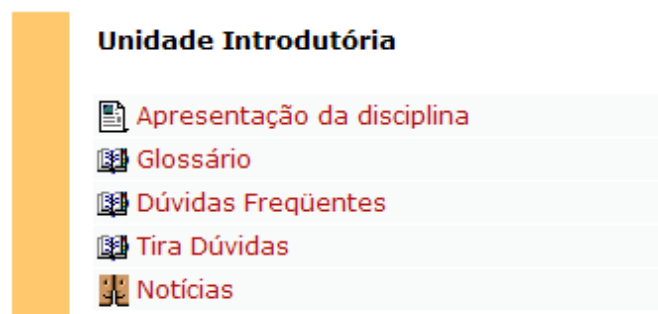 Unidade Introdutória
Apresentação da disciplina
Glossário
Dúvidas Freqüentes
Tira Dúvidas
Notícias